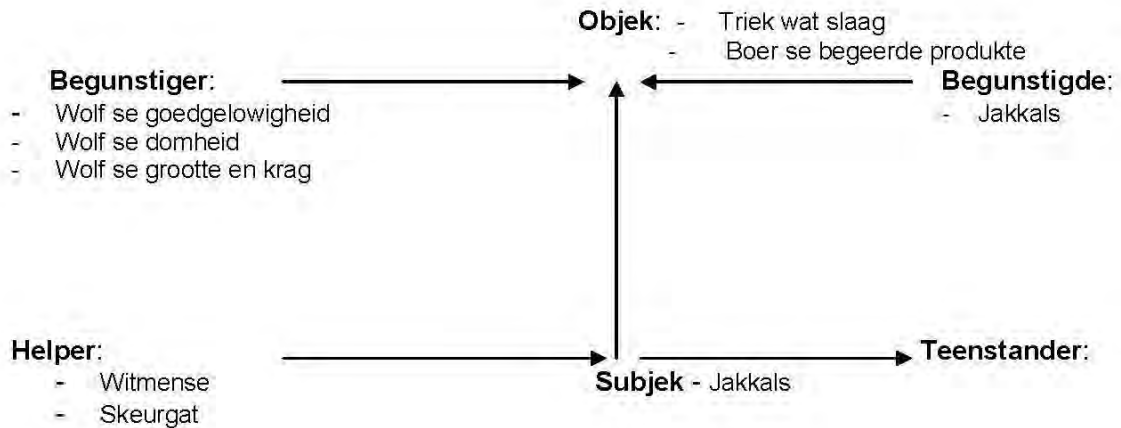 Objek: - Triek wat slaag
- Boer se begeerde produkte
Begunstiger:
- Wolf se goedgelowigheid
- Wolf se domheid
- Wolf se grootte en krag
Begunstigde:
- Jakkals
Helper:
- Witmense
- Skeurgat
Subjek - Jakkals
Teenstander: